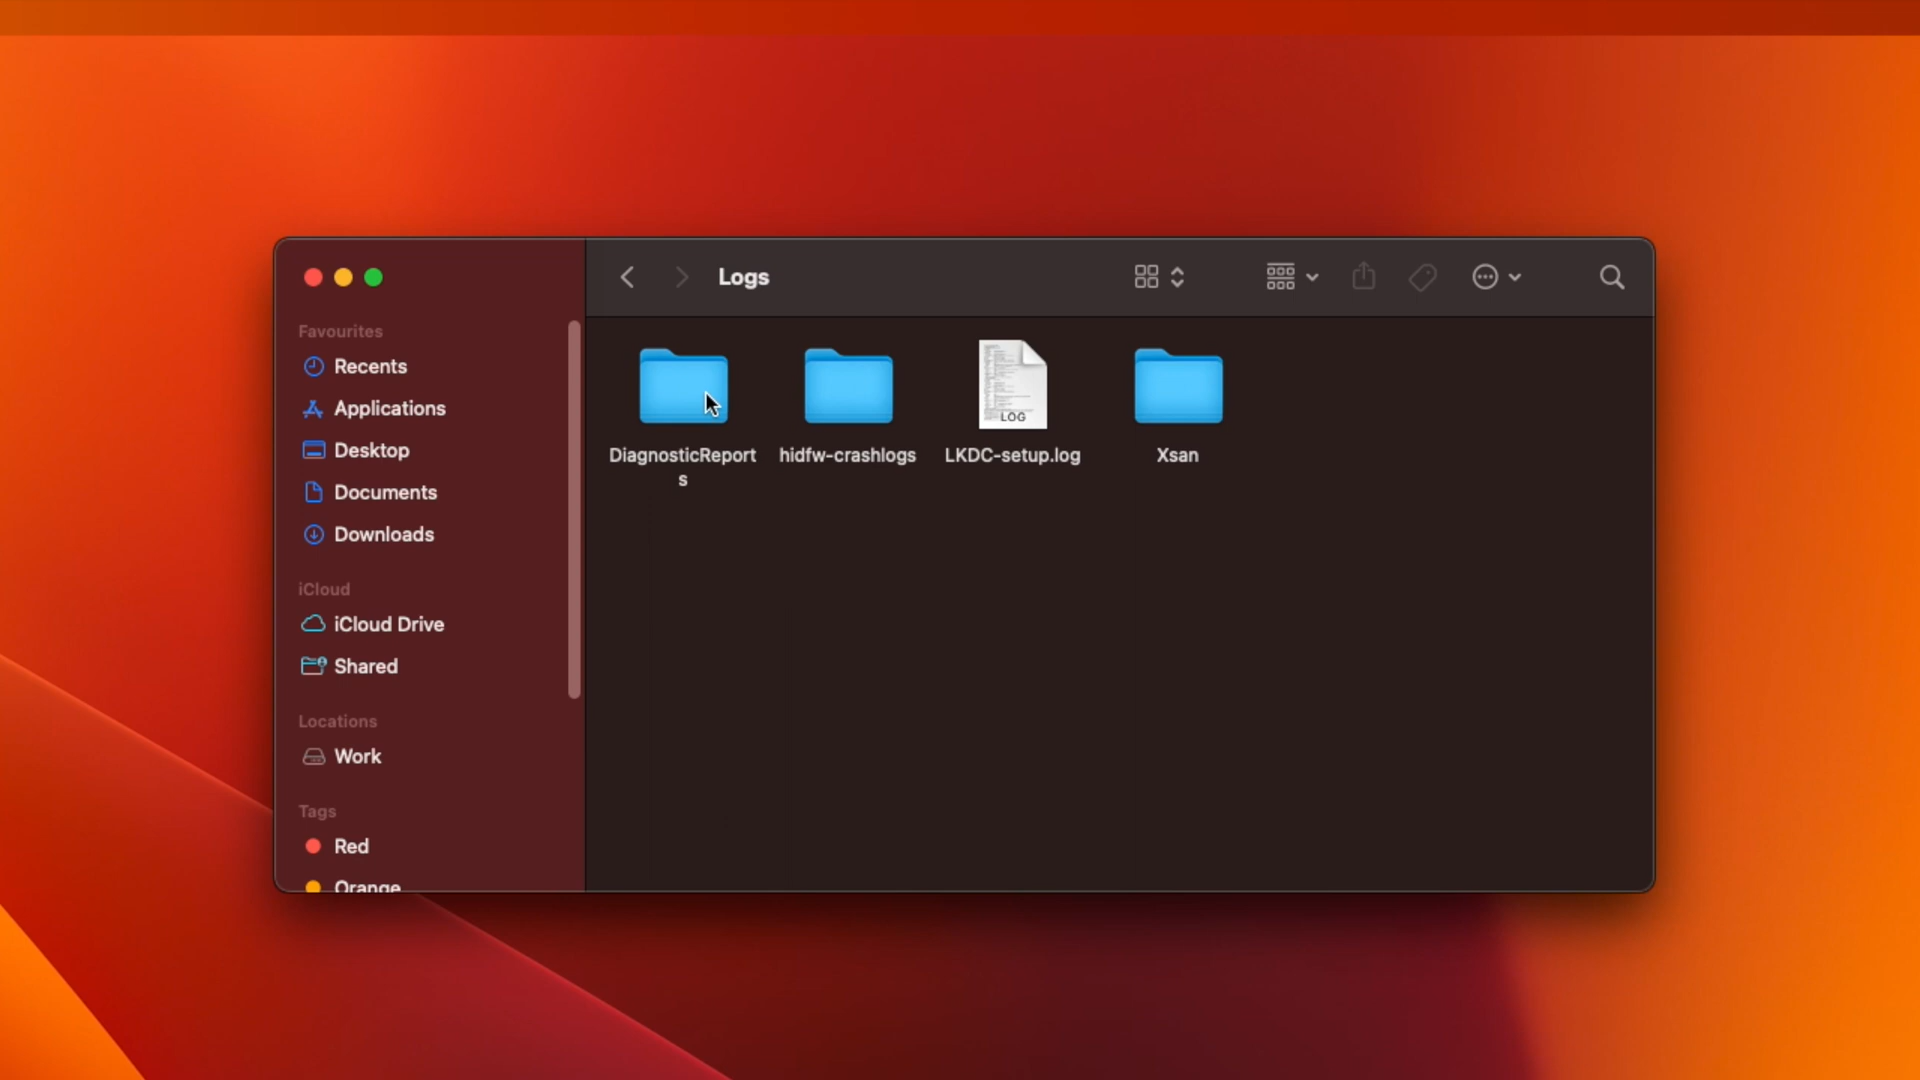 Logs
Favourites
Recents
Applications
Desktop
Documents
Downloads
iCloud
iCloud Drive
Shared
Locations
Work
Tags
Red
Orange
DiagnosticReport
s
hidfw-crashlogs
LOG
LKDC-setup.log
Xsan